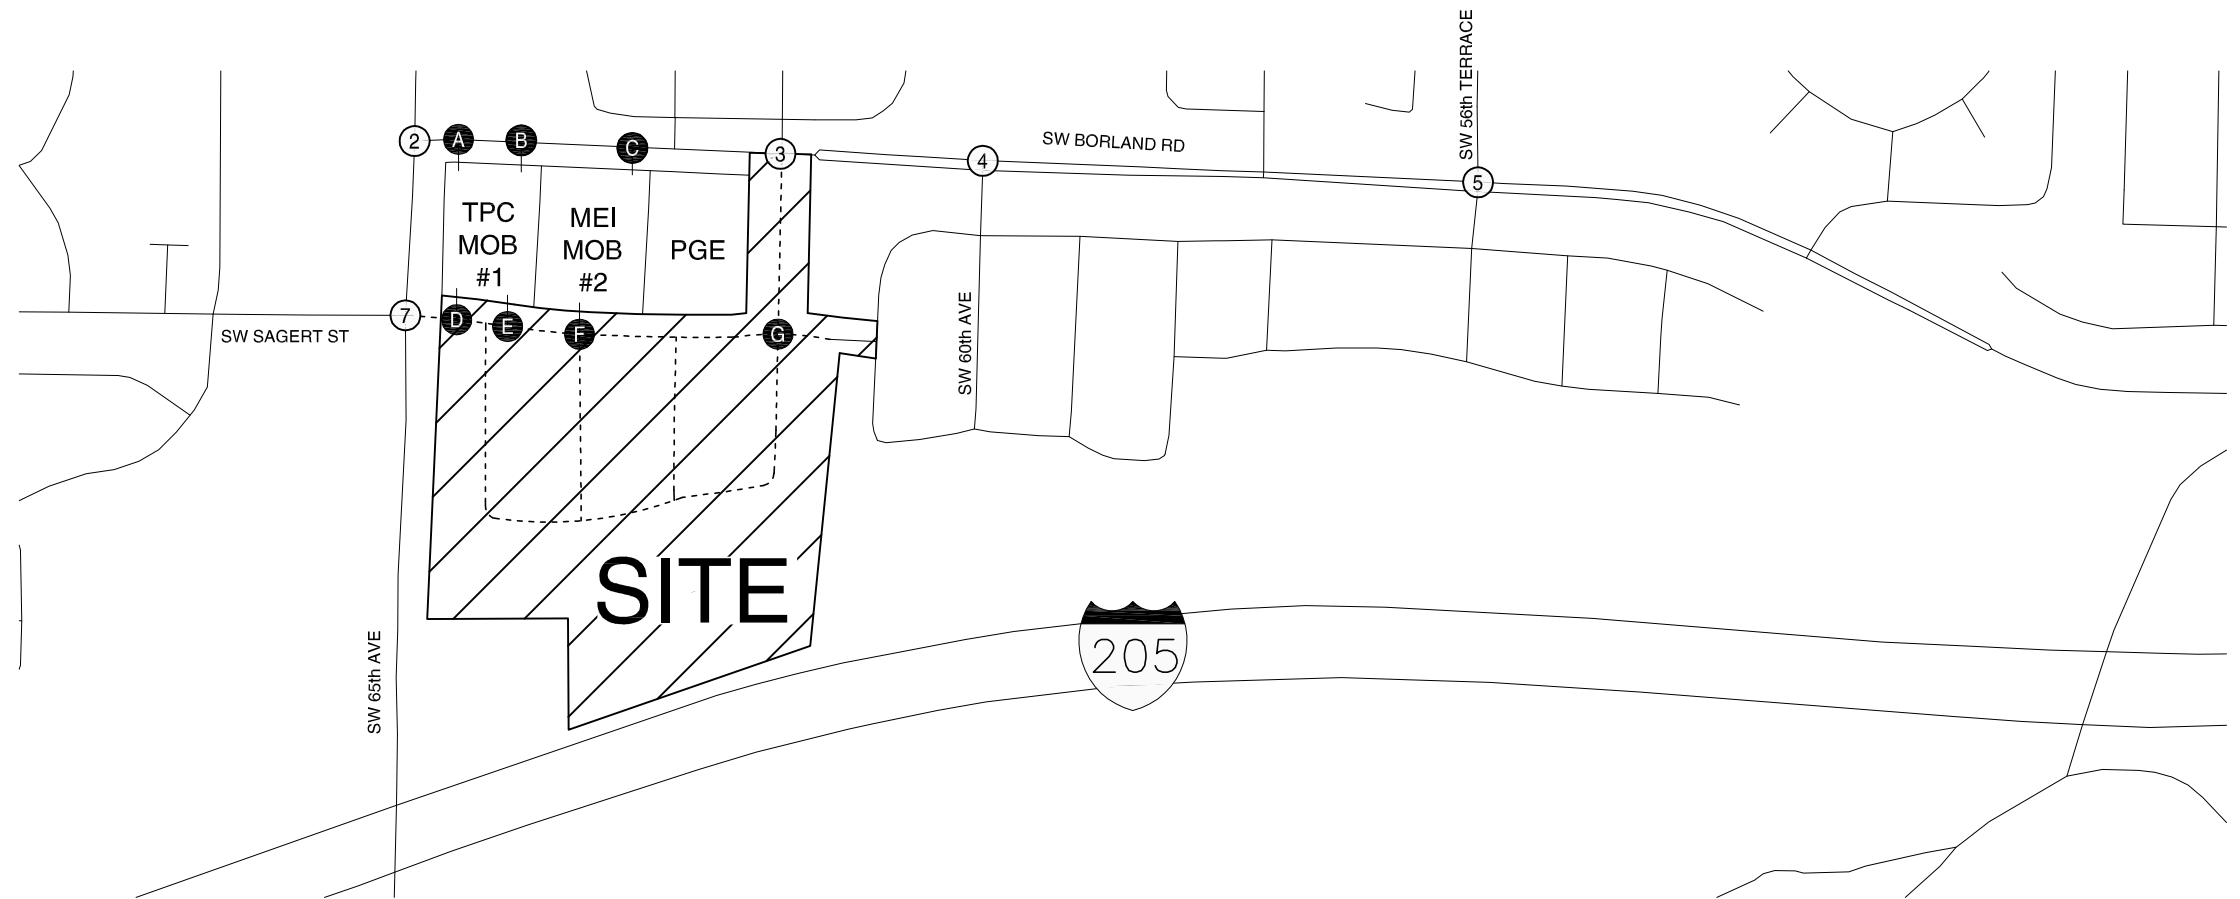 SW 56th TERRACE
2
A
B
C
3
4
SW BORLAND RD
5
TPC
MOB
#1
MEI
MOB
#2
PGE
7
D
E
F
G
SW SAGERT ST
SW 60th AVE
SITE
205
SW 65th AVE